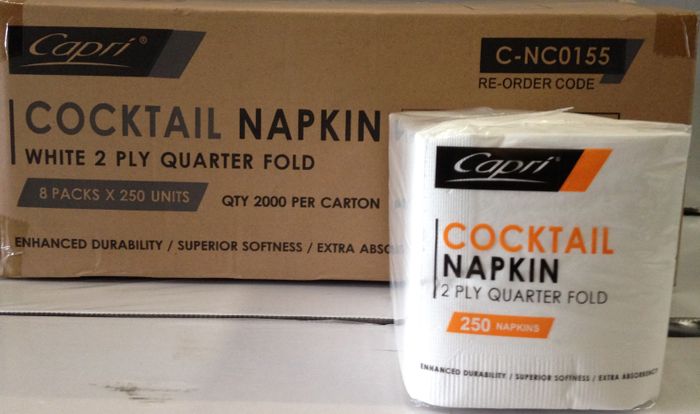 Capri®
C-NC0155
RE-ORDER CODE
COCKTAIL NAPKIN
WHITE 2 PLY QUARTER FOLD
8 PACKS X 250 UNITS
QTY 2000 PER CARTON
ENHANCED DURABILITY / SUPERIOR SOFTNESS / EXTRA ABSO
Capri®
COCKTAIL
NAPKIN
2 PLY QUARTER FOLD
250 NAPKINS
ENHANCED DURABILITY / SUPERIOR SOFTNESS / EXTRA ABSORBENCY